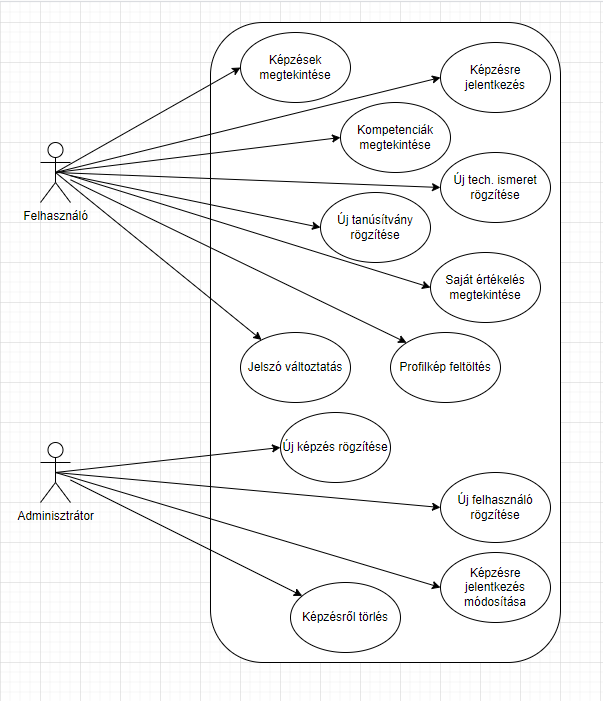 Képzések
megtekintése
Képzésre
jelentkezés
Kompetenciák
megtekintése
Új tech. ismeret
rögzítése
Felhasználó
Új tanúsítvány
rögzítése
Saját értékelés
megtekintése
Jelszó változtatás
Profilkép feltöltés
Új képzés rögzítése
Új felhasználó
rögzítése
Adminisztrátor
Képzésre
jelentkezés
módosítása
Képzésről törlés